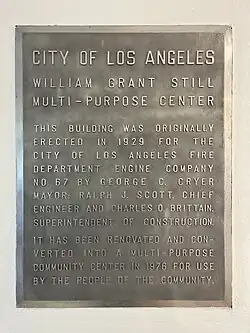 CITY OF LOS ANGELES
WILLIAM GRANT STILL
MULTI-PURPOSE CENTER
THIS BUILDING WAS ORIGINALLY
ERECTED IN 1929 FOR THE
CITY OF LOS ANGELES FIRE
DEPARTMENT ENGINE COMPANY
NO. 67 BY GEORGE C. CRYER
MAYOR; RALPH J. SCOTT, CHIEF
ENGINEER AND CHARLES O. BRITTAIN,
SUPERINTENDENT OF CONSTRUCTION.
IT HAS BEEN RENOVATED AND CON-
VERTED INTO A MULTI-PURPOSE
COMMUNITY CENTER IN 1976 FOR USE
BY THE PEOPLE OF THE COMMUNITY.